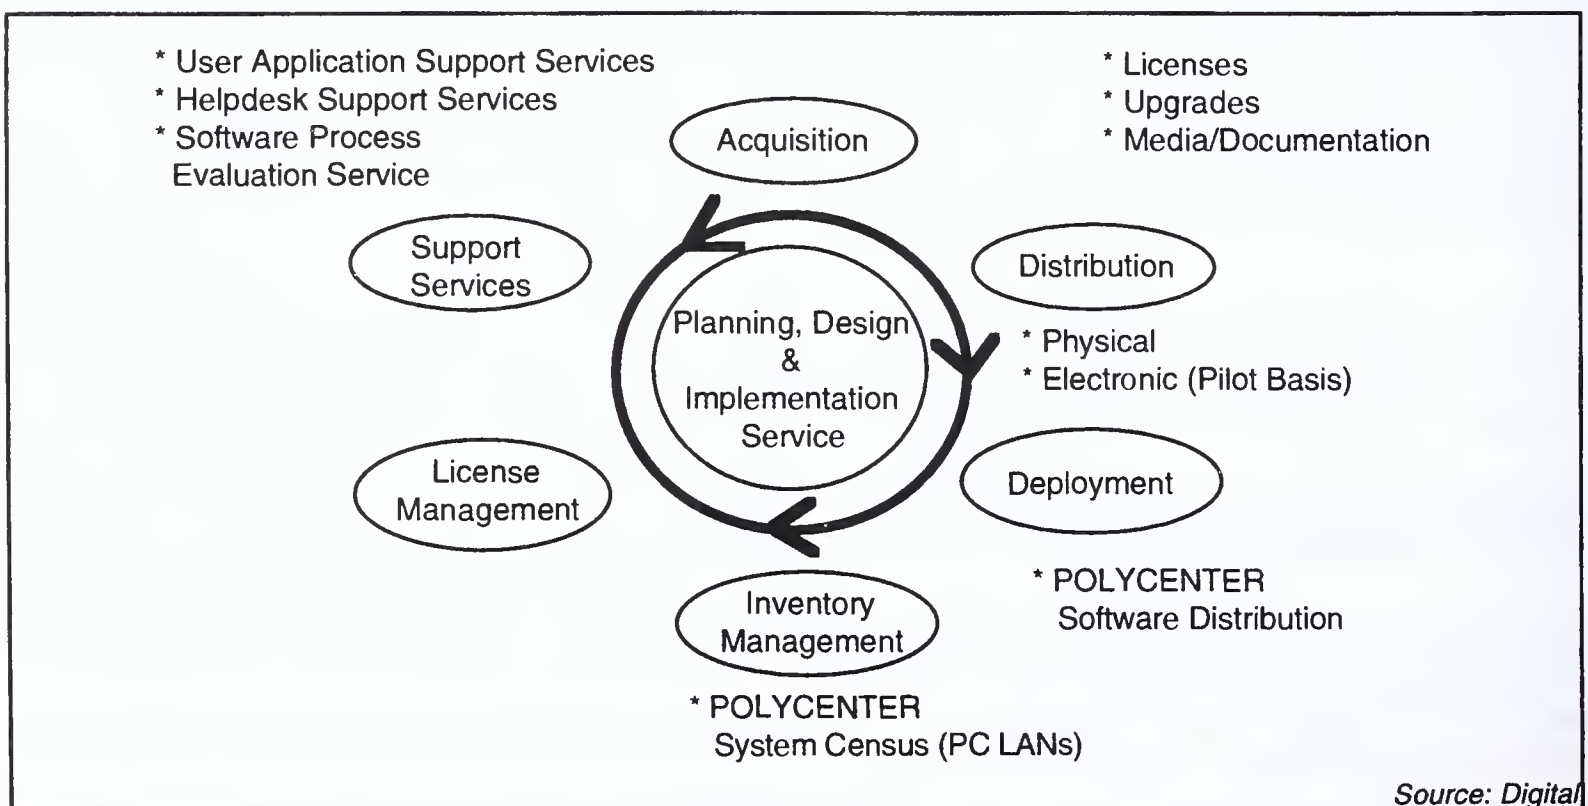 * User Application Support Services
* Helpdesk Support Services
* Software Process
Evaluation Service
* Licenses
* Upgrades
* Media/Documentation
Acquisition
Support
Services
Distribution
* Physical
* Electronic (Pilot Basis)
Planning, Design
&
Implementation
Service
License
Management
Deployment
* POLYCENTER
Software Distribution
Inventory
Management
* POLYCENTER
System Census (PC LANs)
Source: Digital